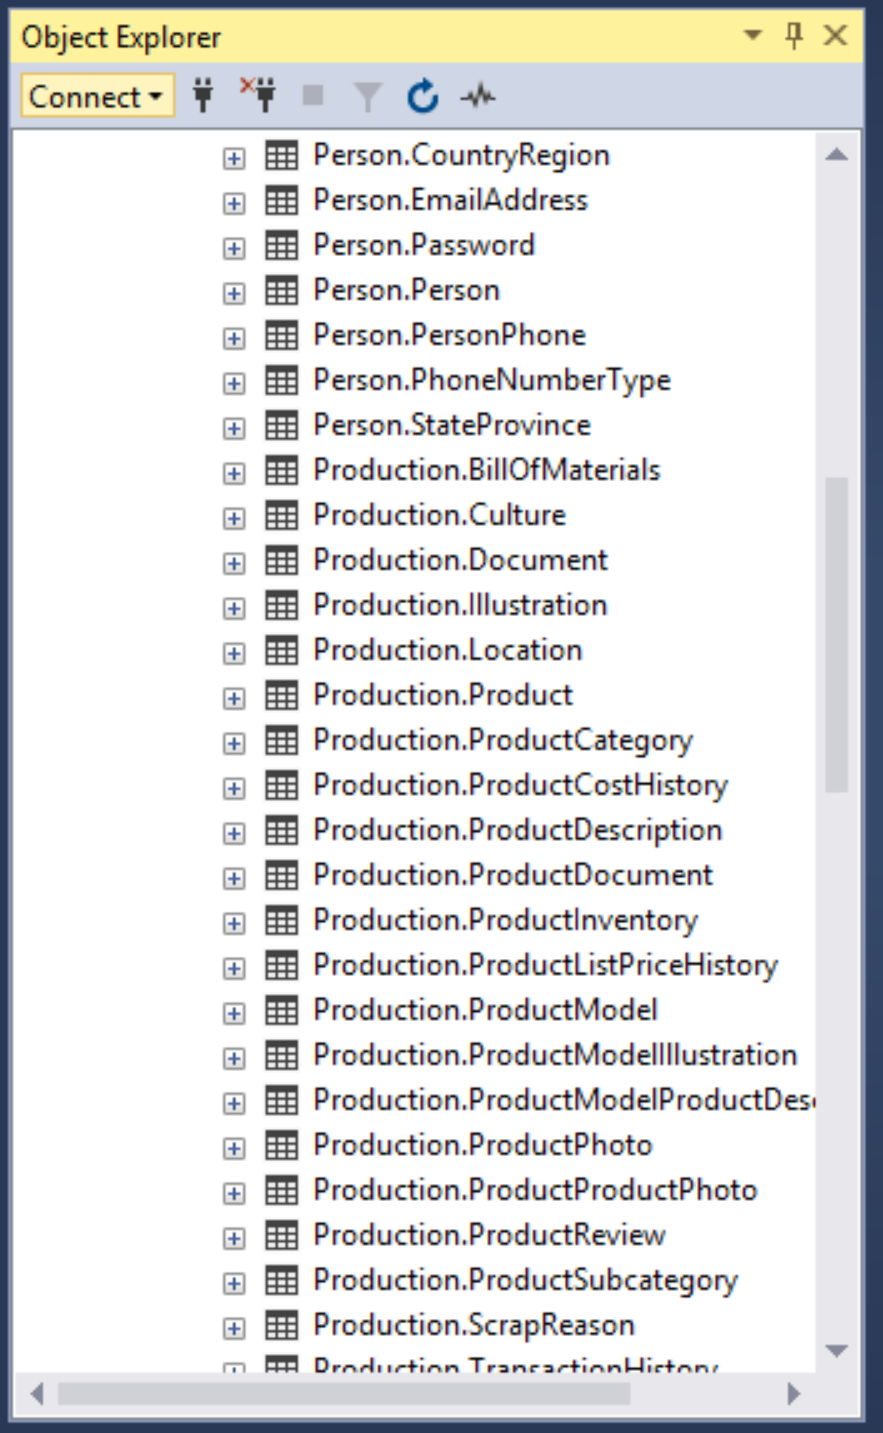 Object Explorer
Connect
Person.CountryRegion
Person.EmailAddress
Person.Password
Person.Person
Person.PersonPhone
Person.PhoneNumberType
Person.StateProvince
Production.BillOfMaterials
Production.Culture
Production.Document
Production.Illustration
Production.Location
Production.Product
Production.ProductCategory
Production.ProductCostHistory
Production.ProductDescription
Production.ProductDocument
Production.ProductInventory
Production.ProductListPriceHistory
Production.ProductModel
Production.ProductModelIllustration
Production.ProductModelProductDesc
Production.ProductPhoto
Production.ProductProductPhoto
Production.ProductReview
Production.ProductSubcategory
Production.ScrapReason
Production.TransactionHistory